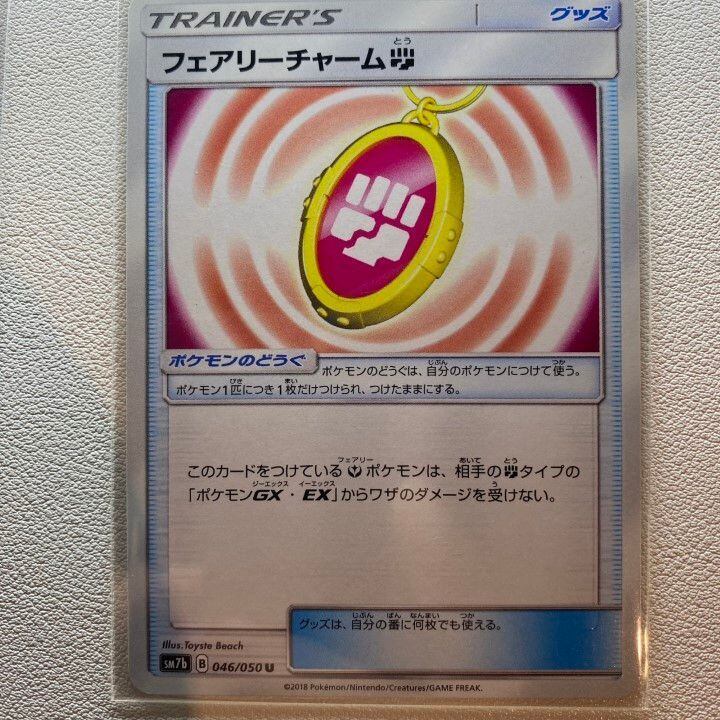 TRAINER'S グッズ
フェアリーチャーム闘
とう
ポケモンのどうぐ ポケモンのどうぐは、自分のポケモンにつけて使う。
ポケモン1匹につき1枚だけつけられ、つけたままにする。
このカードをつけているポケモンは、相手のタイプの
「ポケモンGX・EX」からワザのダメージを受けない。
グッズは、自分の番に何枚でも使える。
Illus.Toyste Beach
SM7b B 046/050 U
©2018 Pokémon/Nintendo/Creatures/GAME FREAK.